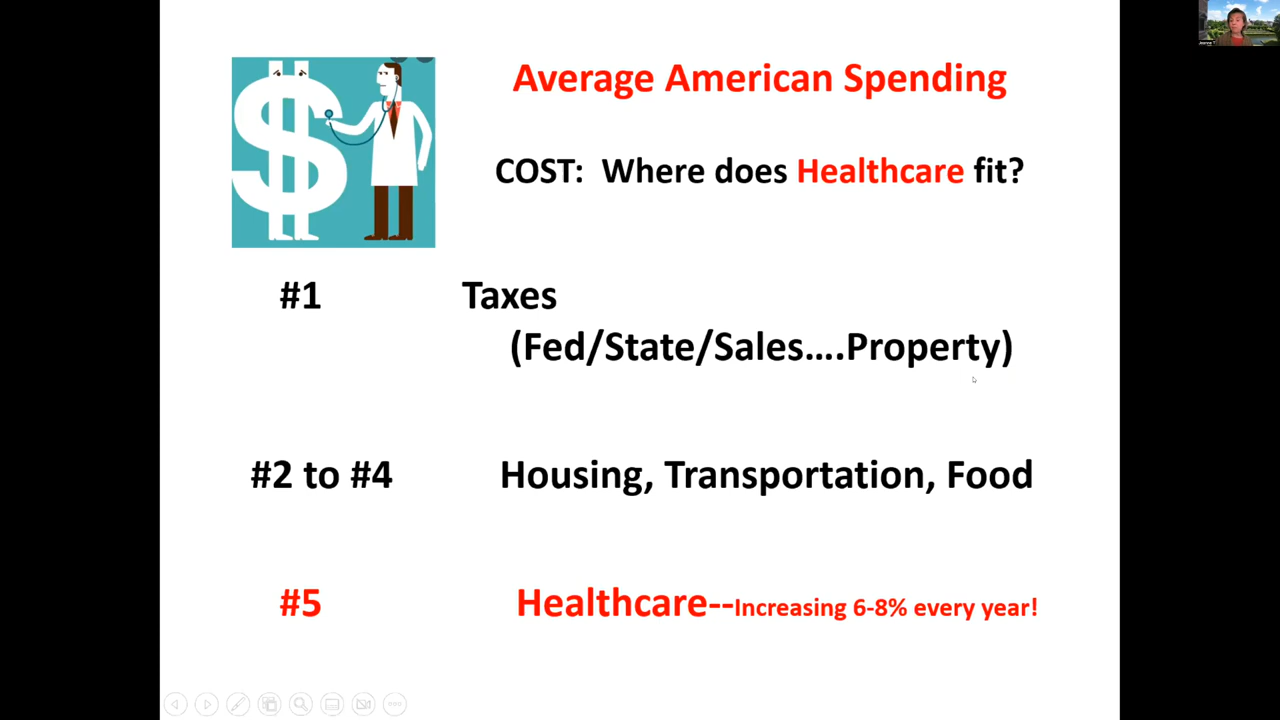 Average American Spending
COST: Where does Healthcare fit?
#1 Taxes
(Fed/State/Sales....Property)
#2 to #4 Housing, Transportation, Food
#5 Healthcare--Increasing 6-8% every year!